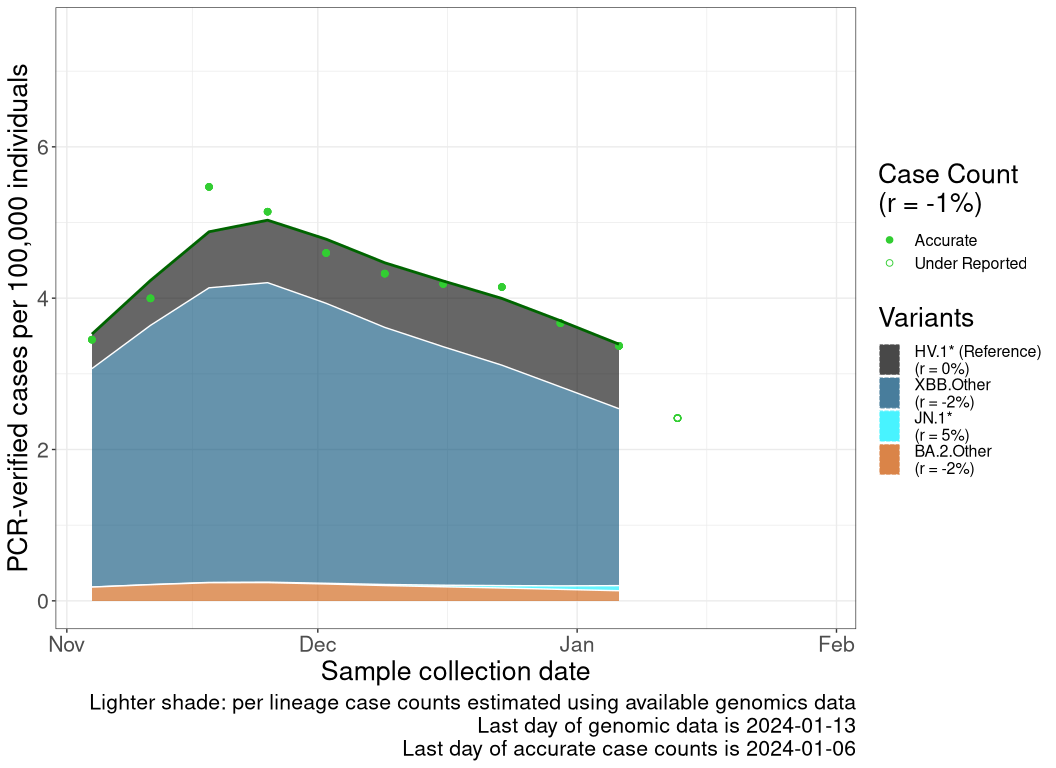 PCR-verified cases per 100,000 individuals
6
4
2
0
Nov
Dec
Jan
Feb
Sample collection date
Lighter shade: per lineage case counts estimated using available genomics data
Last day of genomic data is 2024-01-13
Last day of accurate case counts is 2024-01-06
Case Count
(r = -1%)
Accurate
Under Reported
Variants
HV.1* (Reference)
(r = 0%)
XBB.Other
(r = -2%)
JN.1*
(r = 5%)
BA.2.Other
(r = -2%)